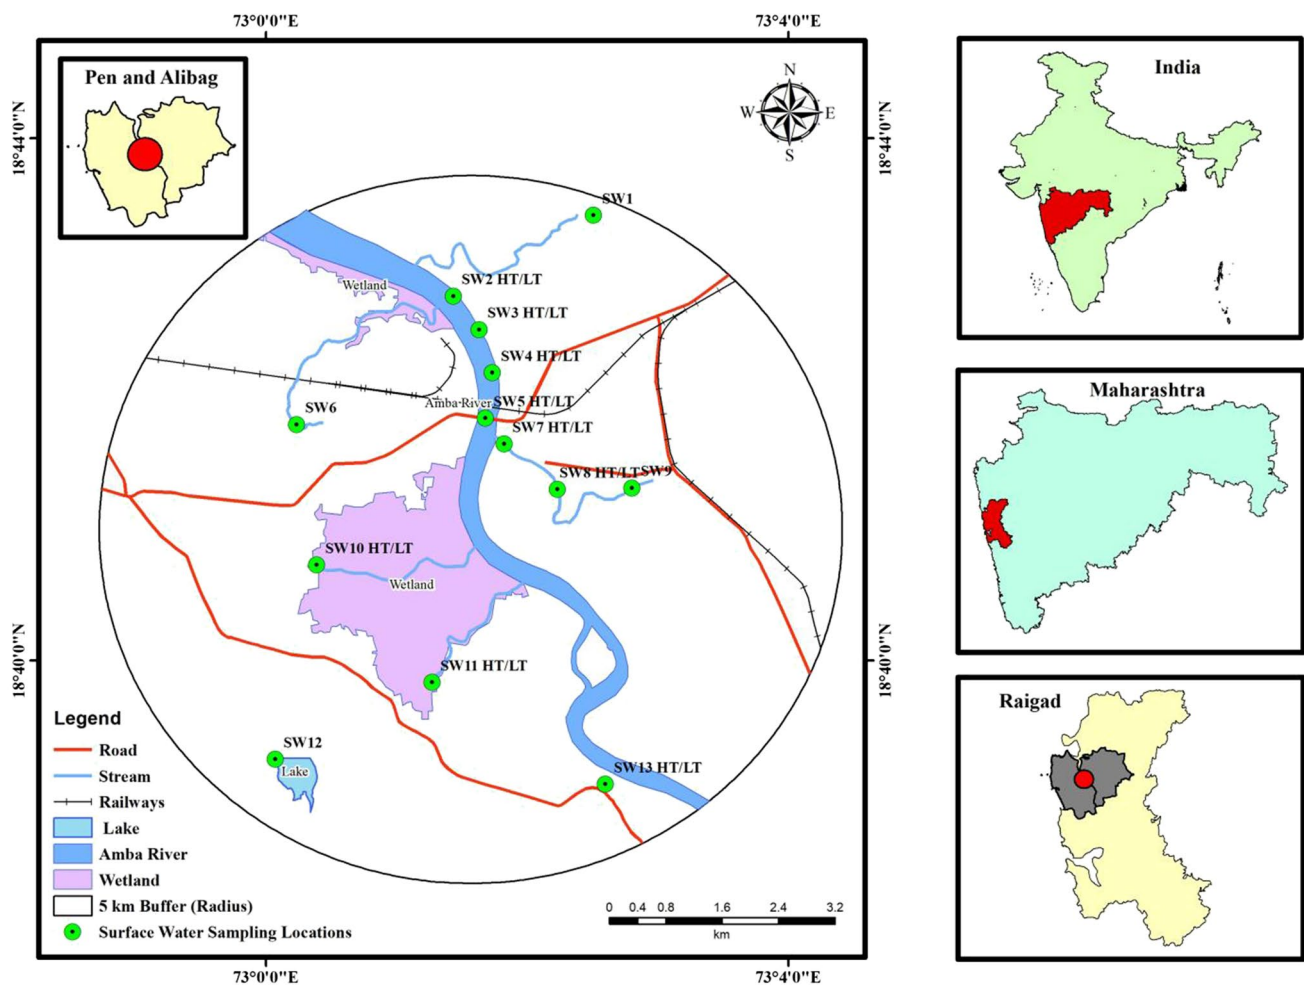 73°0'0"E
73°4'0"E
18°44'0"N
18°44'0"N
Pen and Alibag
N
W
E
S
SW1
SW2 HT/LT
Wetland
SW3 HT/LT
SW4 HT/LT
Amba River
SW5 HT/LT
SW6
SW7 HT/LT
SW8 HT/LT
SW9
SW10 HT/LT
Wetland
SW11 HT/LT
18°40'0"N
18°40'0"N
SW12
Lake
SW13 HT/LT
Legend
Road
Stream
Railways
Lake
Amba River
Wetland
5 km Buffer (Radius)
Surface Water Sampling Locations
0 0.4 0.8 1.6 2.4 3.2
km
73°0'0"E
73°4'0"E
India
Maharashtra
Raigad